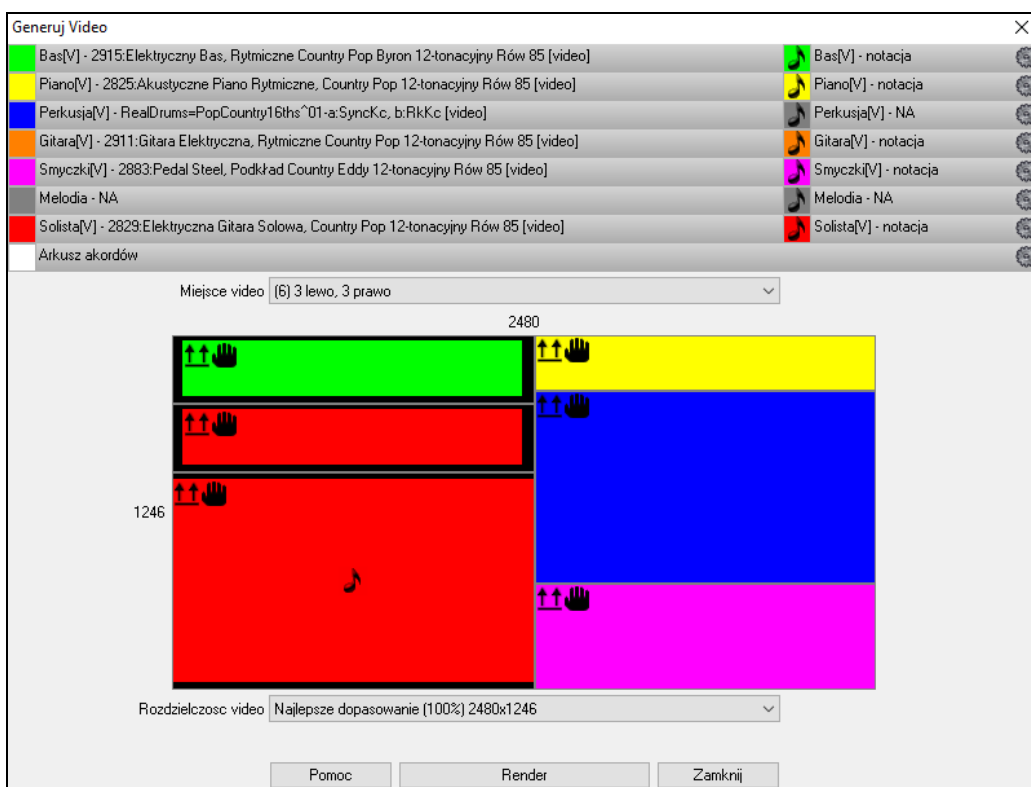 Generuj Video
Bas[V] - 2915:Elektryczny Bas, Rytmiczne Country Pop Byron 12-tonacyjny Rów 85 [video] Bas[V] - notacja
Piano[V] - 2825:Akustyczne Piano Rytmiczne, Country Pop 12-tonacyjny Rów 85 [video] Piano[V] - notacja
Perkusja[V] - RealDrums=PopCountry16ths^01-a:SyncKc, b:RkKc [video] Perkusja[V] - NA
Gitara[V] - 2911:Gitara Elektryczna, Rytmiczne Country Pop 12-tonacyjny Rów 85 [video] Gitara[V] - notacja
Smyczki[V] - 2883:Pedal Steel, Podkład Country Eddy 12-tonacyjny Rów 85 [video] Smyczki[V] - notacja
Melodia - NA Melodia - NA
Solista[V] - 2829:Elektryczna Gitara Solowa, Country Pop 12-tonacyjny Rów 85 [video] Solista[V] - notacja
Arkusz akordów
Miejsce video (6) 3 lewo, 3 prawo
2480
1246
Rozdzielczosc video Najlepsze dopasowanie (100%) 2480x1246
Pomoc Render Zamknij